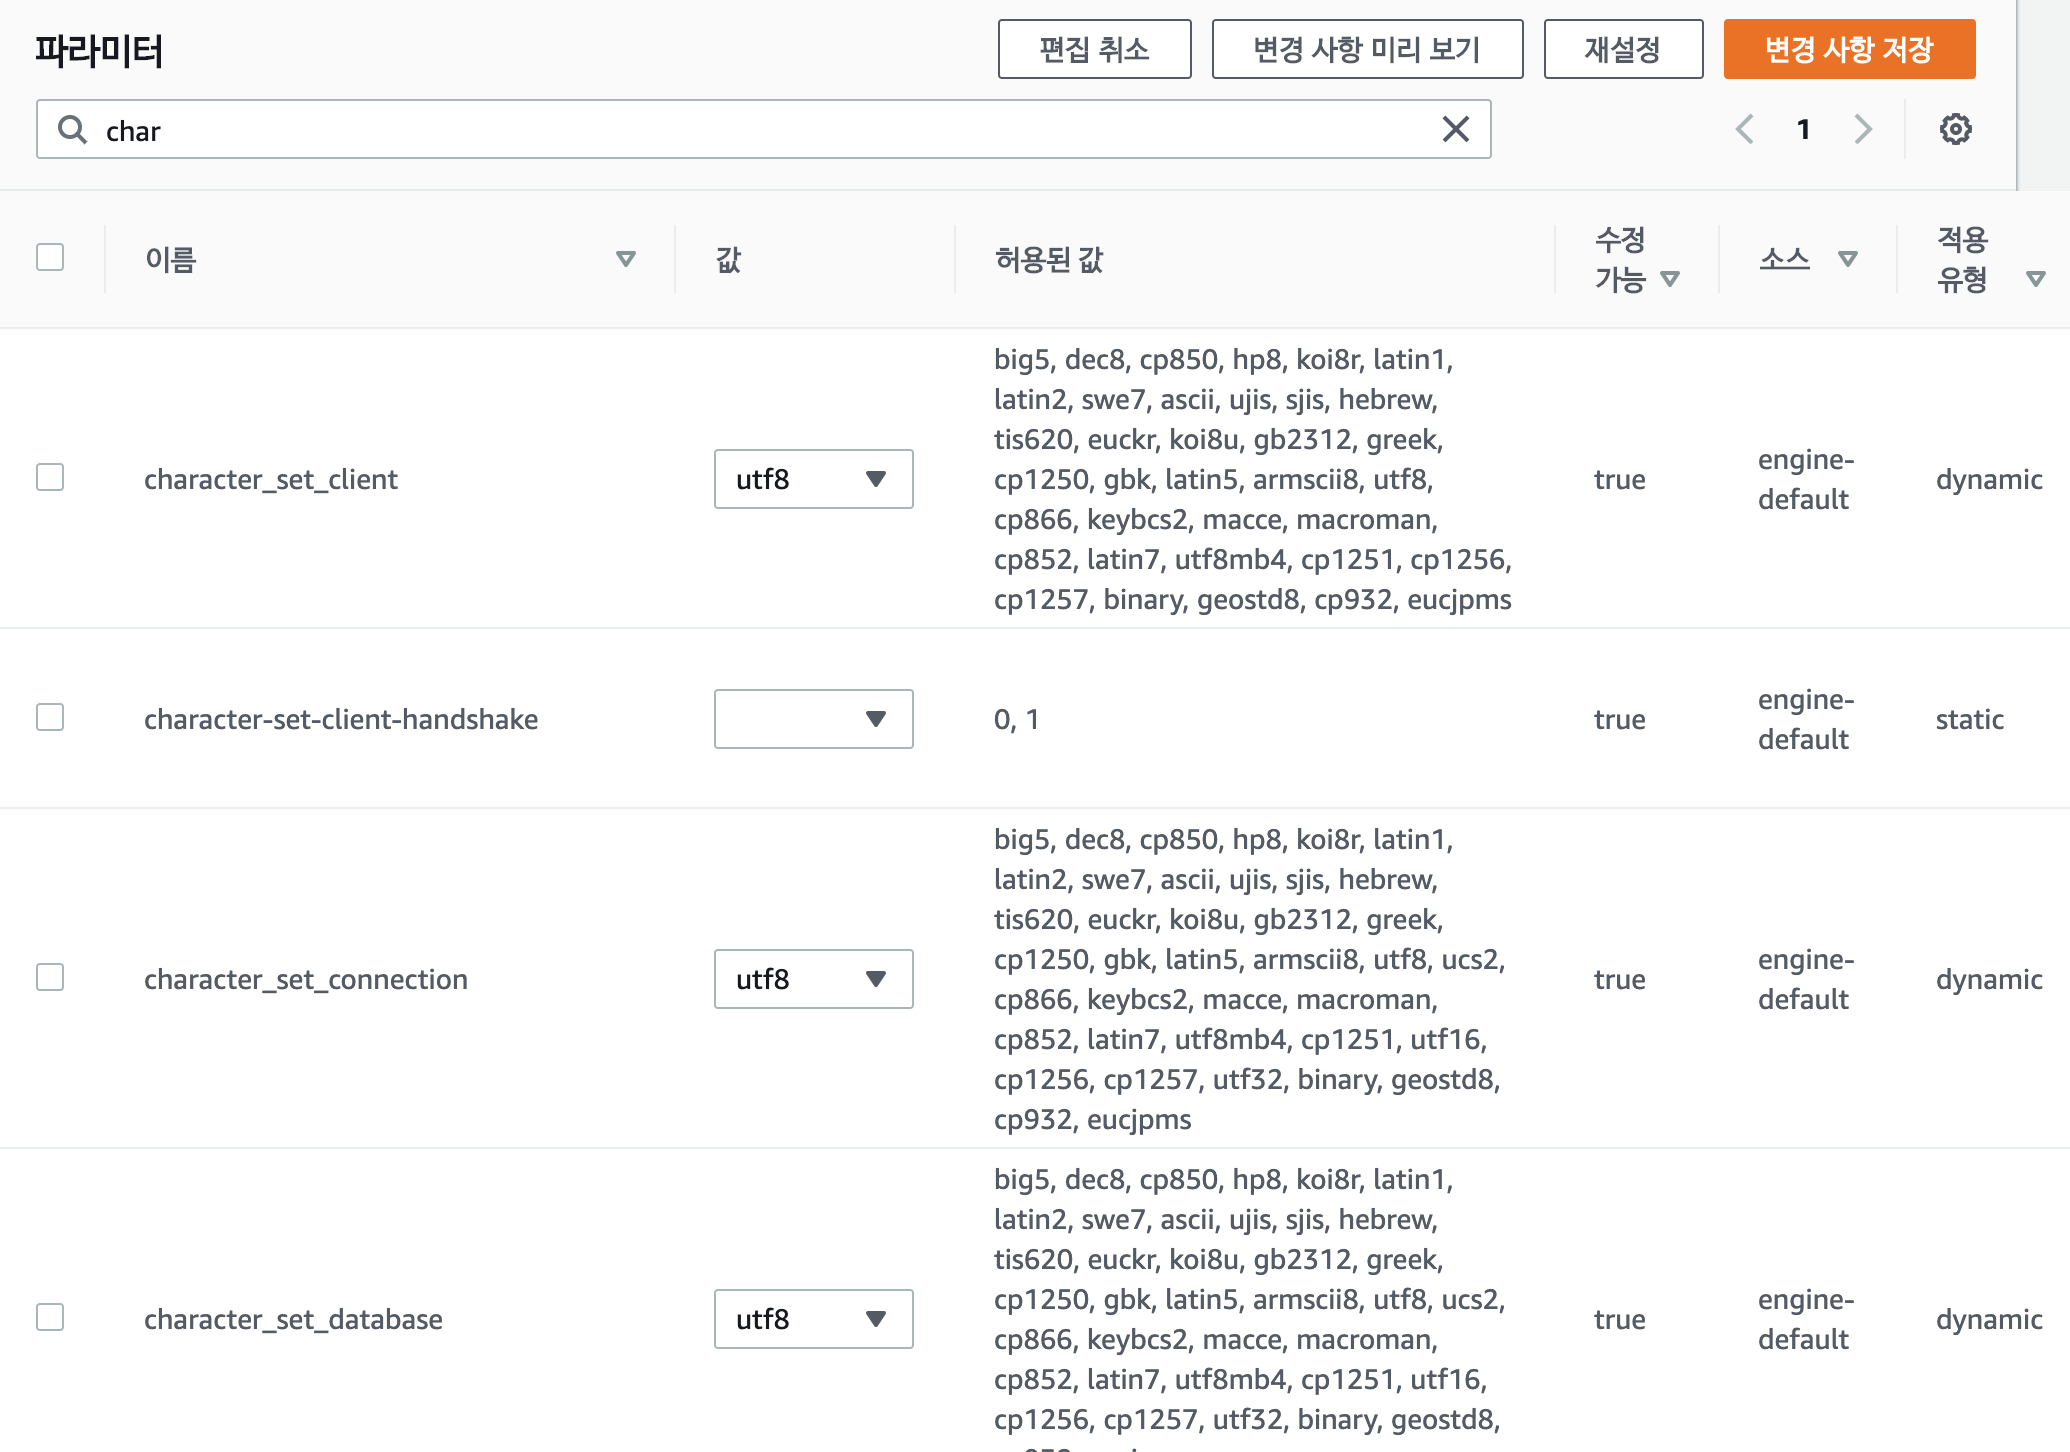 파라미터
편집 취소
변경 사항 미리 보기
재설정
변경 사항 저장
char
1
이름
값
허용된 값
수정
가능
소스
적용
유형
character_set_client
utf8
big5, dec8, cp850, hp8, koi8r, latin1,
latin2, swe7, ascii, ujis, sjis, hebrew,
tis620, euckr, koi8u, gb2312, greek,
cp1250, gbk, latin5, armscii8, utf8,
cp866, keybcs2, macce, macroman,
cp852, latin7, utf8mb4, cp1251, cp1256,
cp1257, binary, geostd8, cp932, eucjpms
true
engine-
default
dynamic
character-set-client-handshake
0, 1
true
engine-
default
static
character_set_connection
utf8
big5, dec8, cp850, hp8, koi8r, latin1,
latin2, swe7, ascii, ujis, sjis, hebrew,
tis620, euckr, koi8u, gb2312, greek,
cp1250, gbk, latin5, armscii8, utf8, ucs2,
cp866, keybcs2, macce, macroman,
cp852, latin7, utf8mb4, cp1251, utf16,
cp1256, cp1257, utf32, binary, geostd8,
cp932, eucjpms
true
engine-
default
dynamic
character_set_database
utf8
big5, dec8, cp850, hp8, koi8r, latin1,
latin2, swe7, ascii, ujis, sjis, hebrew,
tis620, euckr, koi8u, gb2312, greek,
cp1250, gbk, latin5, armscii8, utf8, ucs2,
cp866, keybcs2, macce, macroman,
cp852, latin7, utf8mb4, cp1251, utf16,
cp1256, cp1257, utf32, binary, geostd8,
true
engine-
default
dynamic